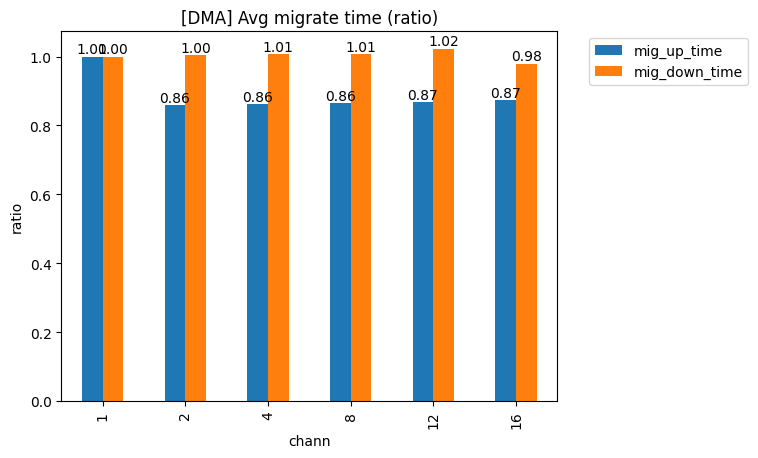 [DMA] Avg migrate time (ratio)
mig_up_time
mig_down_time
1.00 1.00 0.86 1.00 0.86 1.01 0.86 1.01 0.87 1.02 0.87 0.98
ratio
1.0
0.8
0.6
0.4
0.2
0.0
1 2 4 8 12 16
chann